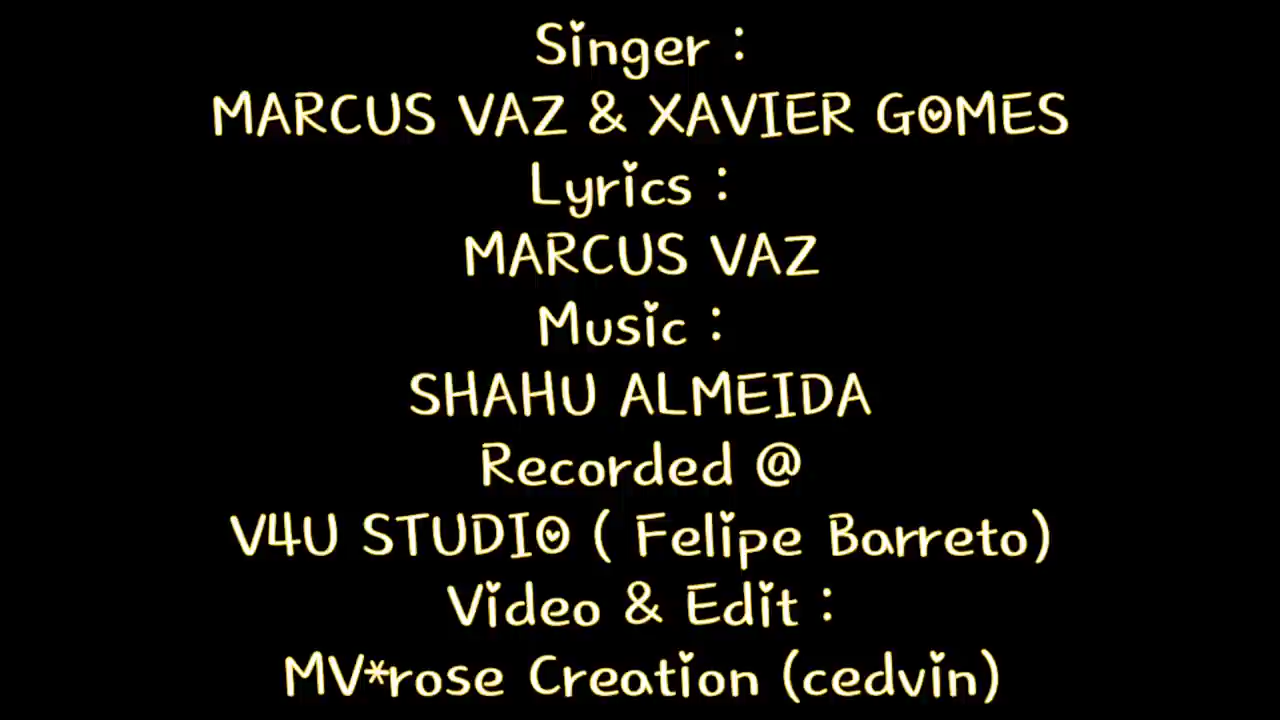 Singer :
MARCUS VAZ & XAVIER GOMES
Lyrics :
MARCUS VAZ
Music :
SHAHU ALMEIDA
Recorded @
V4U STUDIO ( Felipe Barreto)
Video & Edit :
MV*rose Creation (cedvin)